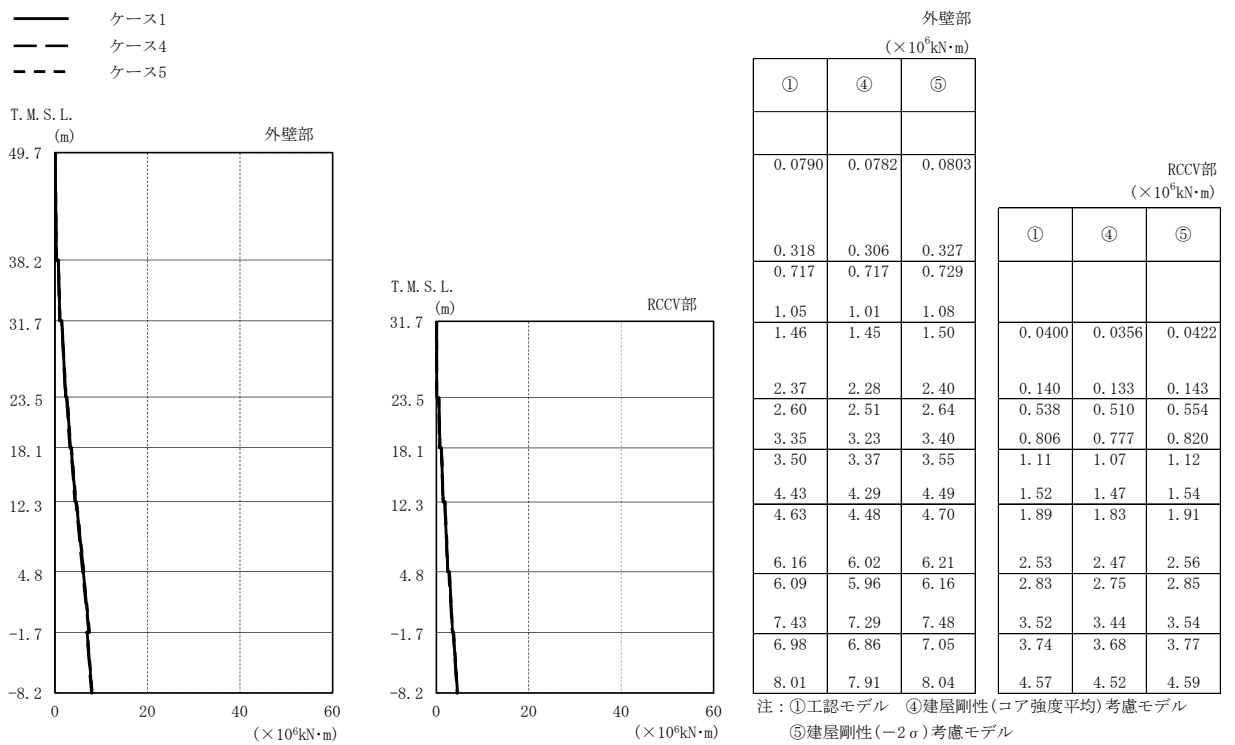 ケース1
ケース4
ケース5
T.M.S.L.
(m)
外壁部
49.7
38.2
31.7
23.5
18.1
12.3
4.8
-1.7
-8.2
0 20 40 60
(×10⁶kN・m)
T.M.S.L.
(m)
RCCV部
31.7
23.5
18.1
12.3
4.8
-1.7
-8.2
0 20 40 60
(×10⁶kN・m)
外壁部
(×10⁶kN・m)
① ④ ⑤
0.0790 0.0782 0.0803
0.318 0.306 0.327
0.717 0.717 0.729
1.05 1.01 1.08
1.46 1.45 1.50
2.37 2.28 2.40
2.60 2.51 2.64
3.35 3.23 3.40
3.50 3.37 3.55
4.43 4.29 4.49
4.63 4.48 4.70
6.16 6.02 6.21
6.09 5.96 6.16
7.43 7.29 7.48
6.98 6.86 7.05
8.01 7.91 8.04
RCCV部
(×10⁶kN・m)
① ④ ⑤
0.0400 0.0356 0.0422
0.140 0.133 0.143
0.538 0.510 0.554
0.806 0.777 0.820
1.11 1.07 1.12
1.52 1.47 1.54
1.89 1.83 1.91
2.53 2.47 2.56
2.83 2.75 2.85
3.52 3.44 3.54
3.74 3.68 3.77
4.57 4.52 4.59
注：①工認モデル ④建屋剛性(コア強度平均)考慮モデル
⑤建屋剛性(－2σ)考慮モデル